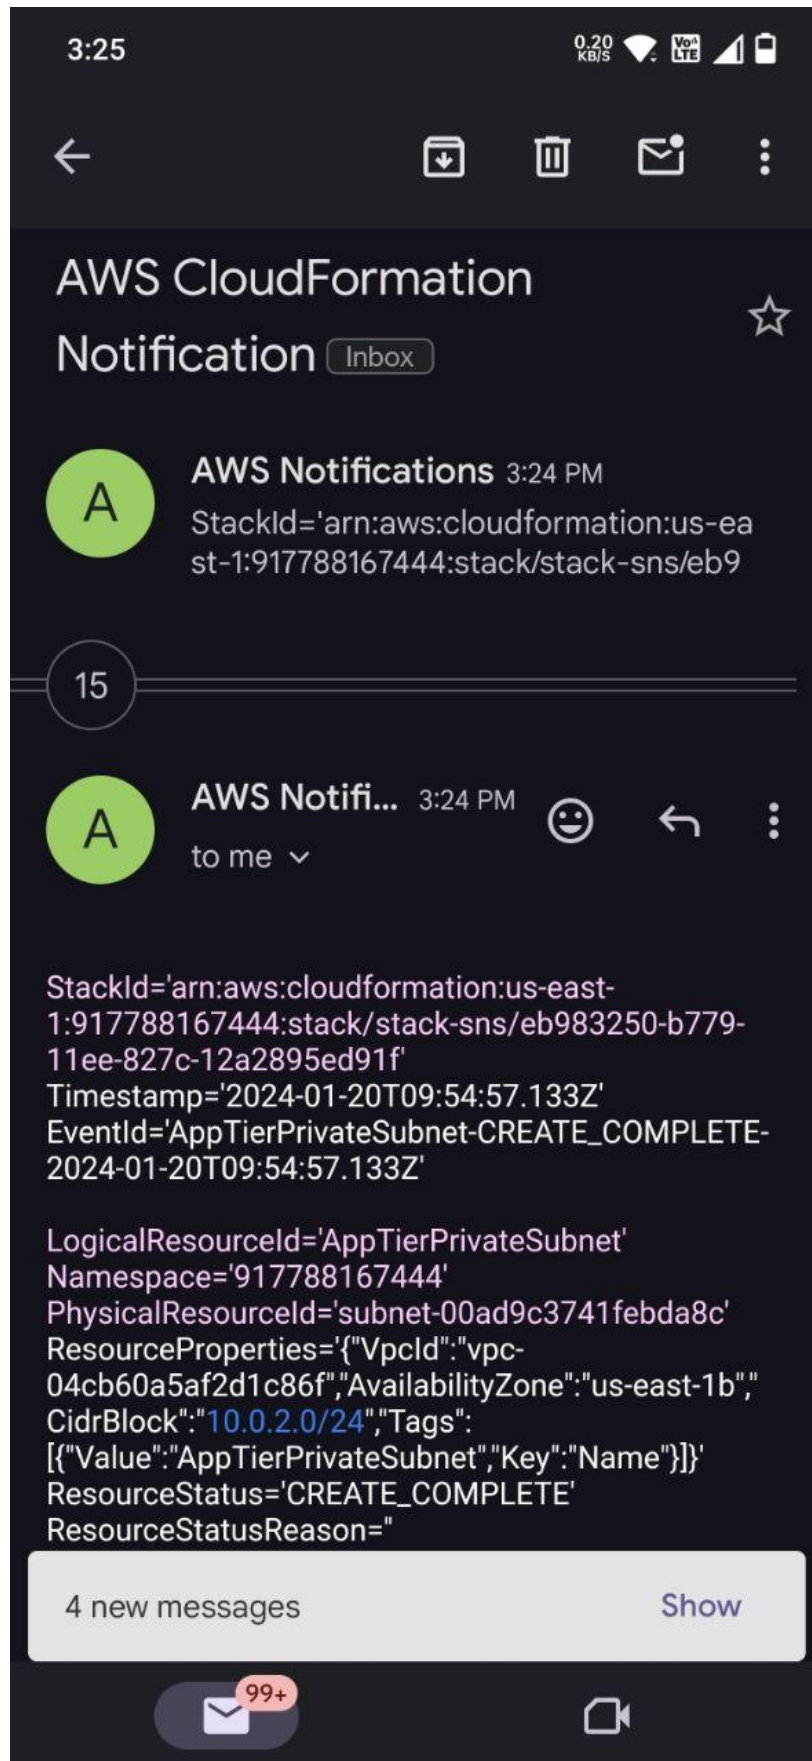 3:25
0.20 KB/S Vo LTE
AWS CloudFormation
Notification Inbox
A
AWS Notifications 3:24 PM
StackId='arn:aws:cloudformation:us-ea
st-1:917788167444:stack/stack-sns/eb9
15
A
AWS Notifi... 3:24 PM
to me
StackId='arn:aws:cloudformation:us-east-
1:917788167444:stack/stack-sns/eb983250-b779-
11ee-827c-12a2895ed91f'
Timestamp='2024-01-20T09:54:57.133Z'
EventId='AppTierPrivateSubnet-CREATE_COMPLETE-
2024-01-20T09:54:57.133Z'
LogicalResourceId='AppTierPrivateSubnet'
Namespace='917788167444'
PhysicalResourceId='subnet-00ad9c3741febda8c'
ResourceProperties='{"VpcId":"vpc-
04cb60a5af2d1c86f","AvailabilityZone":"us-east-1b","
CidrBlock":"10.0.2.0/24","Tags":
[{"Value":"AppTierPrivateSubnet","Key":"Name"}]}'
ResourceStatus='CREATE_COMPLETE'
ResourceStatusReason=''
4 new messages Show
99+